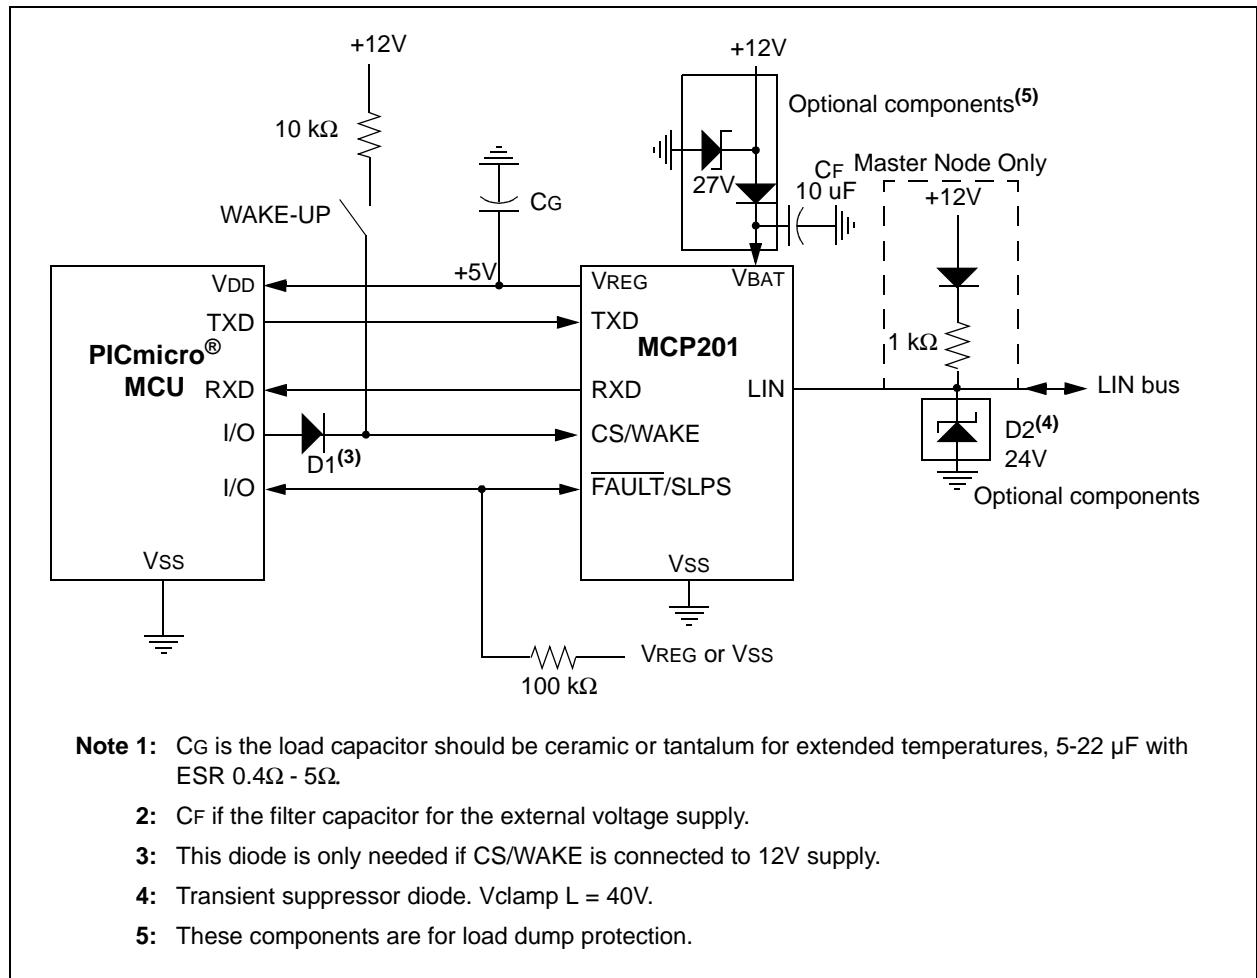 +12V
+12V
Optional components(5)
10 kΩ
27V
CF
10 uF
Master Node Only
+12V
WAKE-UP
CG
+5V
VDD
VREG
VBAT
TXD
TXD
PICmicro®
MCU
MCP201
1 kΩ
RXD
RXD
LIN
LIN bus
I/O
D1(3)
CS/WAKE
D2(4)
24V
I/O
FAULT/SLPS
Optional components
VSS
VSS
VREG or VSS
100 kΩ
Note 1: CG is the load capacitor should be ceramic or tantalum for extended temperatures, 5-22 µF with
ESR 0.4Ω - 5Ω.
2: CF if the filter capacitor for the external voltage supply.
3: This diode is only needed if CS/WAKE is connected to 12V supply.
4: Transient suppressor diode. Vclamp L = 40V.
5: These components are for load dump protection.